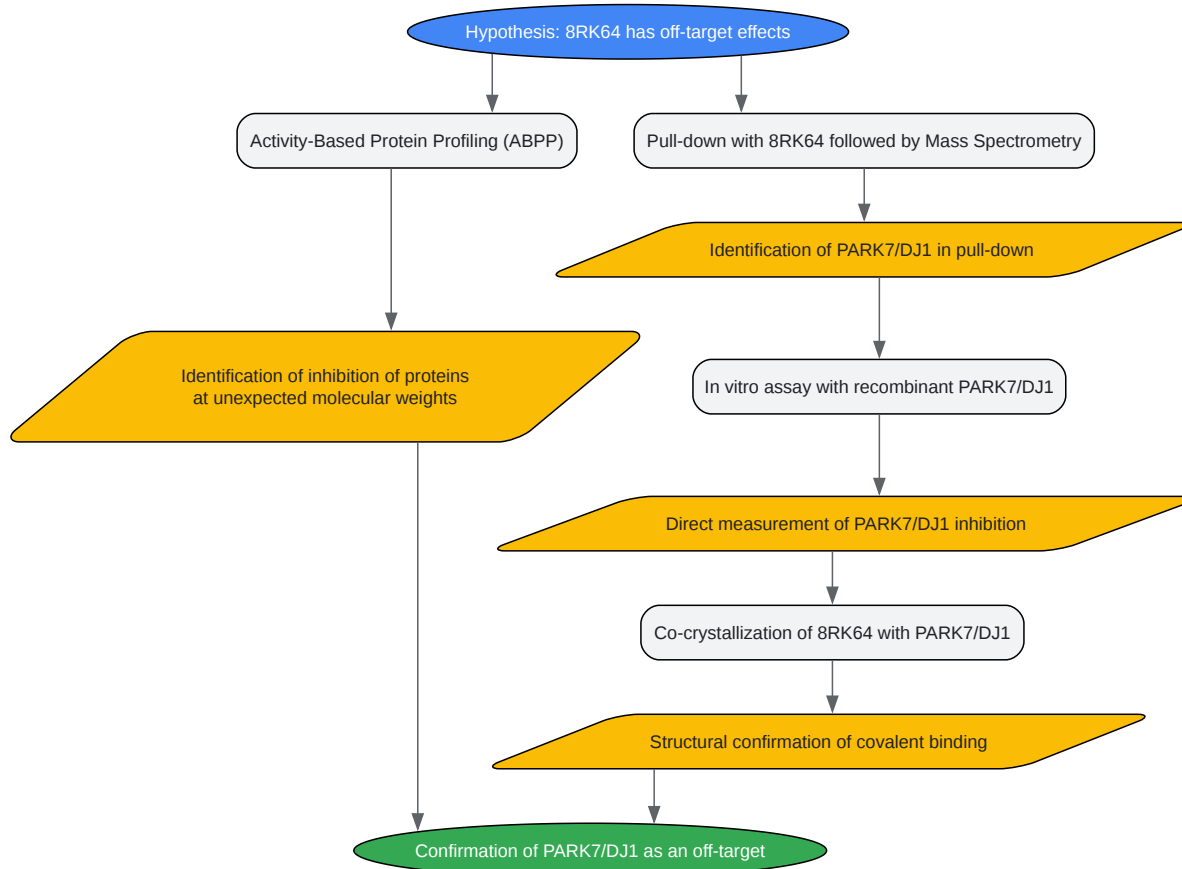 Hypothesis: 8RK64 has off-target effects
Activity-Based Protein Profiling (ABPP)
Pull-down with 8RK64 followed by Mass Spectrometry
Identification of PARK7/DJ1 in pull-down
Identification of inhibition of proteins
at unexpected molecular weights
In vitro assay with recombinant PARK7/DJ1
Direct measurement of PARK7/DJ1 inhibition
Co-crystallization of 8RK64 with PARK7/DJ1
Structural confirmation of covalent binding
Confirmation of PARK7/DJ1 as an off-target